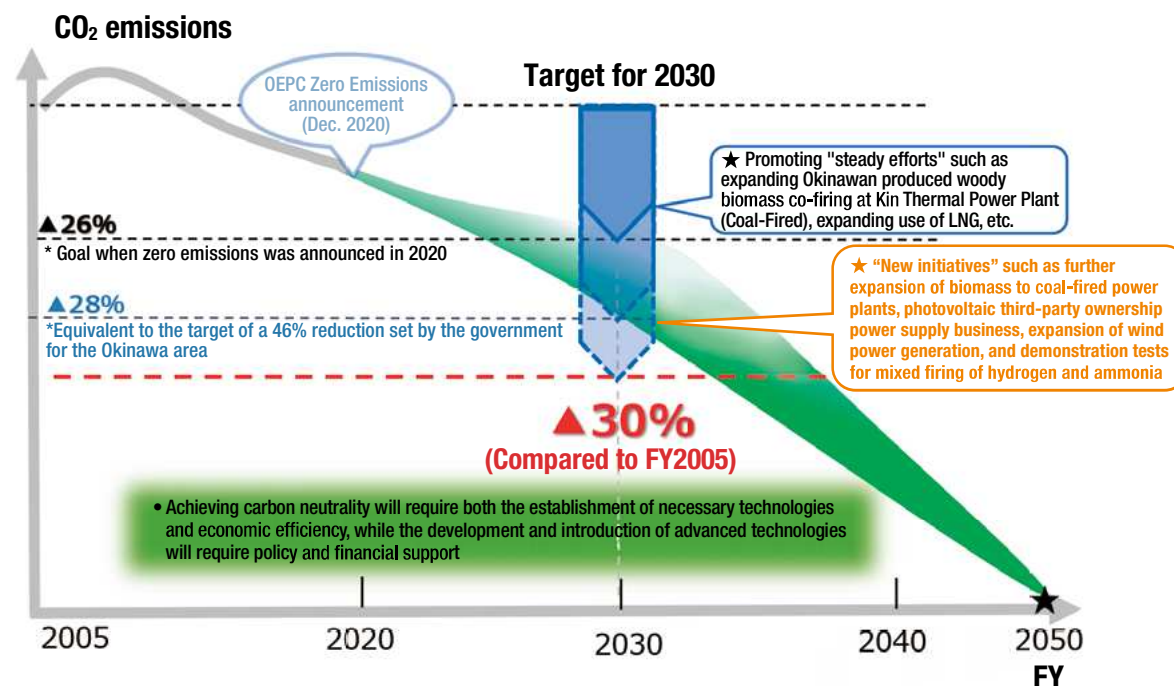 CO₂ emissions
OEPC Zero Emissions
announcement
(Dec. 2020)
Target for 2030
★ Promoting "steady efforts" such as
expanding Okinawan produced woody
biomass co-firing at Kin Thermal Power Plant
(Coal-Fired), expanding use of LNG, etc.
▲26%
* Goal when zero emissions was announced in 2020
★ “New initiatives” such as further
expansion of biomass to coal-fired power
plants, photovoltaic third-party ownership
power supply business, expansion of wind
power generation, and demonstration tests
for mixed firing of hydrogen and ammonia
▲28%
*Equivalent to the target of a 46% reduction set by the government
for the Okinawa area
▲30%
(Compared to FY2005)
• Achieving carbon neutrality will require both the establishment of necessary technologies
and economic efficiency, while the development and introduction of advanced technologies
will require policy and financial support
2005
2020
2030
2040
2050
FY